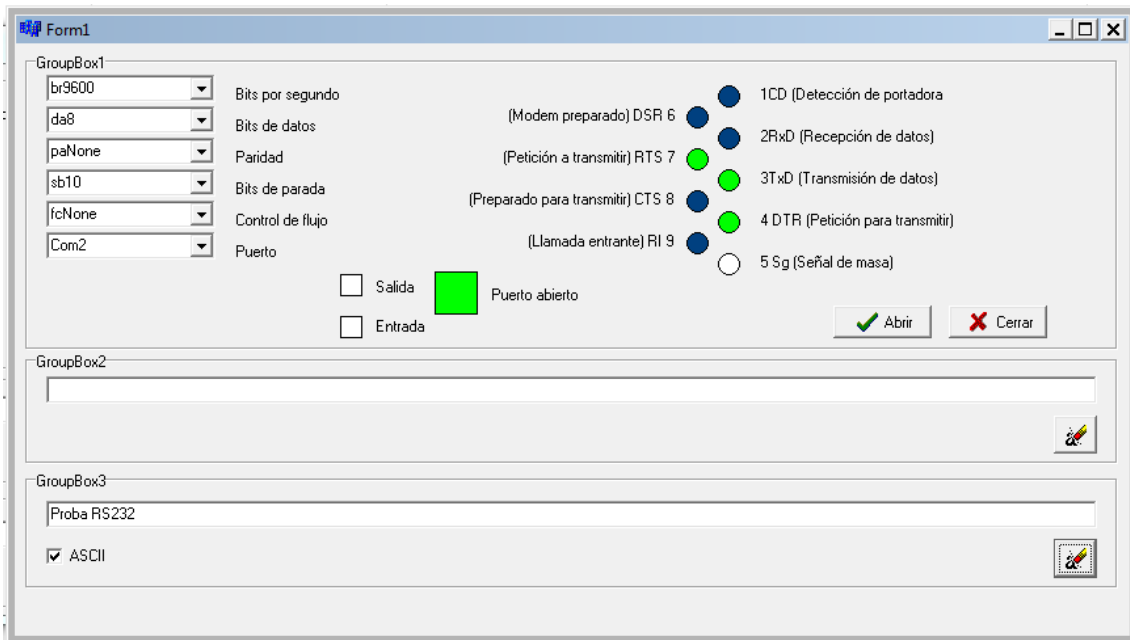 Form1
GroupBox1
br9600
Bits por segundo
da8
Bits de datos
paNone
Paridad
sb10
Bits de parada
fcNone
Control de flujo
Com2
Puerto
1CD (Detección de portadora
(Modem preparado) DSR 6
2RxD (Recepción de datos)
(Petición a transmitir) RTS 7
3TxD (Transmisión de datos)
(Preparado para transmitir) CTS 8
4 DTR (Petición para transmitir)
(Llamada entrante) RI 9
5 Sg (Señal de masa)
Salida
Puerto abierto
Entrada
Abrir
Cerrar
GroupBox2
GroupBox3
Proba RS232
ASCII